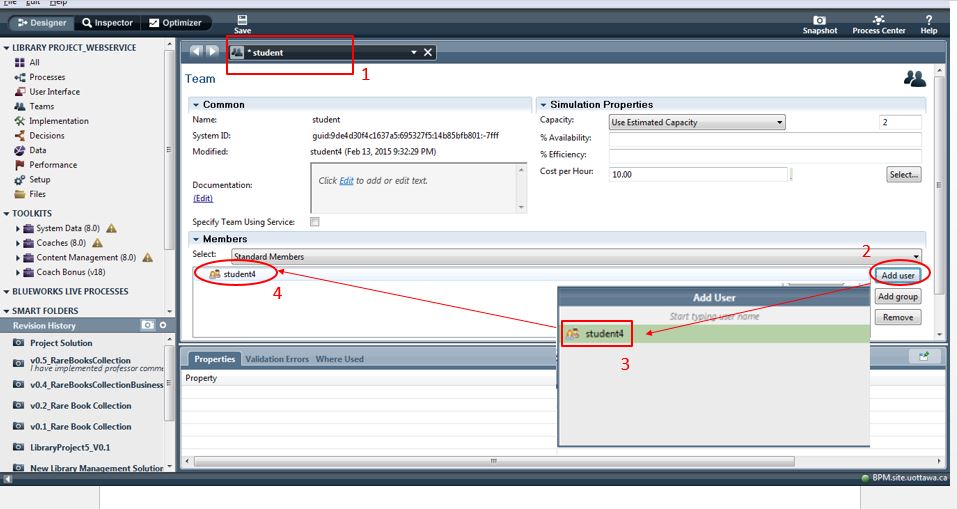 File Edit Help
Designer Inspector Optimizer
Save
Snapshot Process Center Help
LIBRARY PROJECT_WEBSERVICE
All
Processes
User Interface
Teams
Implementation
Decisions
Data
Performance
Setup
Files
TOOLKITS
System Data (8.0)
Coaches (8.0)
Content Management (8.0)
Coach Bonus (v18)
BLUEWORKS LIVE PROCESSES
SMART FOLDERS
Revision History
Project Solution
v0.5_RareBooksCollection
I have implemented professor comme
v0.4_RareBooksCollectionBusiness
v0.2_Rare Book Collection
v0.1_Rare Book Collection
LibraryProject5_V0.1
New Library Management Solution
* student
1
Team
Common
Name: student
System ID: guid:9de4d30f4c1637a5:695327f5:14b85bfb801:-7fff
Modified: student4 (Feb 13, 2015 9:32:29 PM)
Documentation:
(Edit)
Click Edit to add or edit text.
Specify Team Using Service:
Simulation Properties
Capacity: Use Estimated Capacity 2
% Availability:
% Efficiency:
Cost per Hour: 10.00 Select...
Members
Select: Standard Members
2
student4
4
Add user
Add group
Remove
Add User
Start typing user name
student4
3
Properties Validation Errors Where Used
Property
BPM.site.uottawa.ca